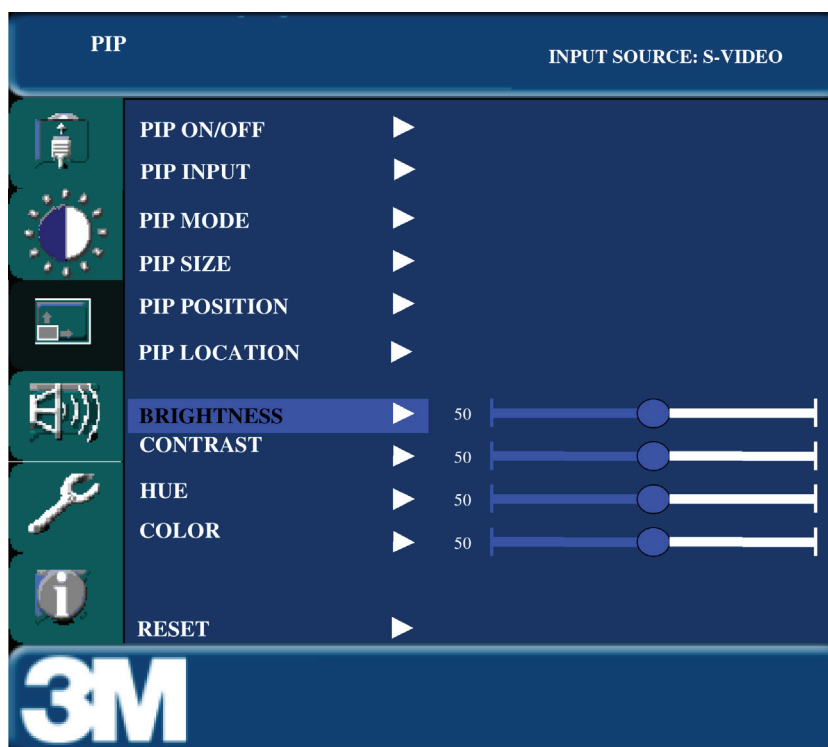 PIP
INPUT SOURCE: S-VIDEO
PIP ON/OFF
PIP INPUT
PIP MODE
PIP SIZE
PIP POSITION
PIP LOCATION
BRIGHTNESS 50
CONTRAST 50
HUE 50
COLOR 50
RESET
3M